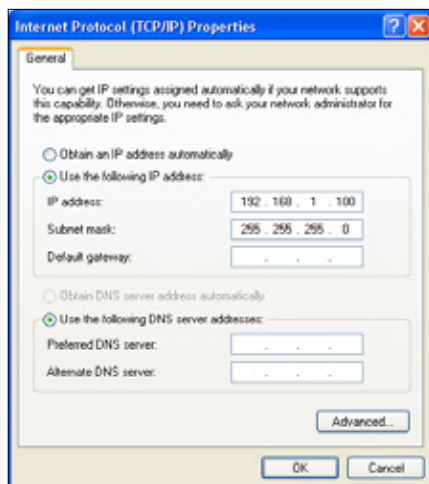 Internet Protocol (TCP/IP) Properties
General
You can get IP settings assigned automatically if your network supports
this capability. Otherwise, you need to ask your network administrator for
the appropriate IP settings.
Obtain an IP address automatically
Use the following IP address:
IP address: 192 . 168 . 1 . 100
Subnet mask: 255 . 255 . 255 . 0
Default gateway: . . .
Obtain DNS server address automatically
Use the following DNS server addresses:
Preferred DNS server: . . .
Alternate DNS server: . . .
Advanced...
OK Cancel